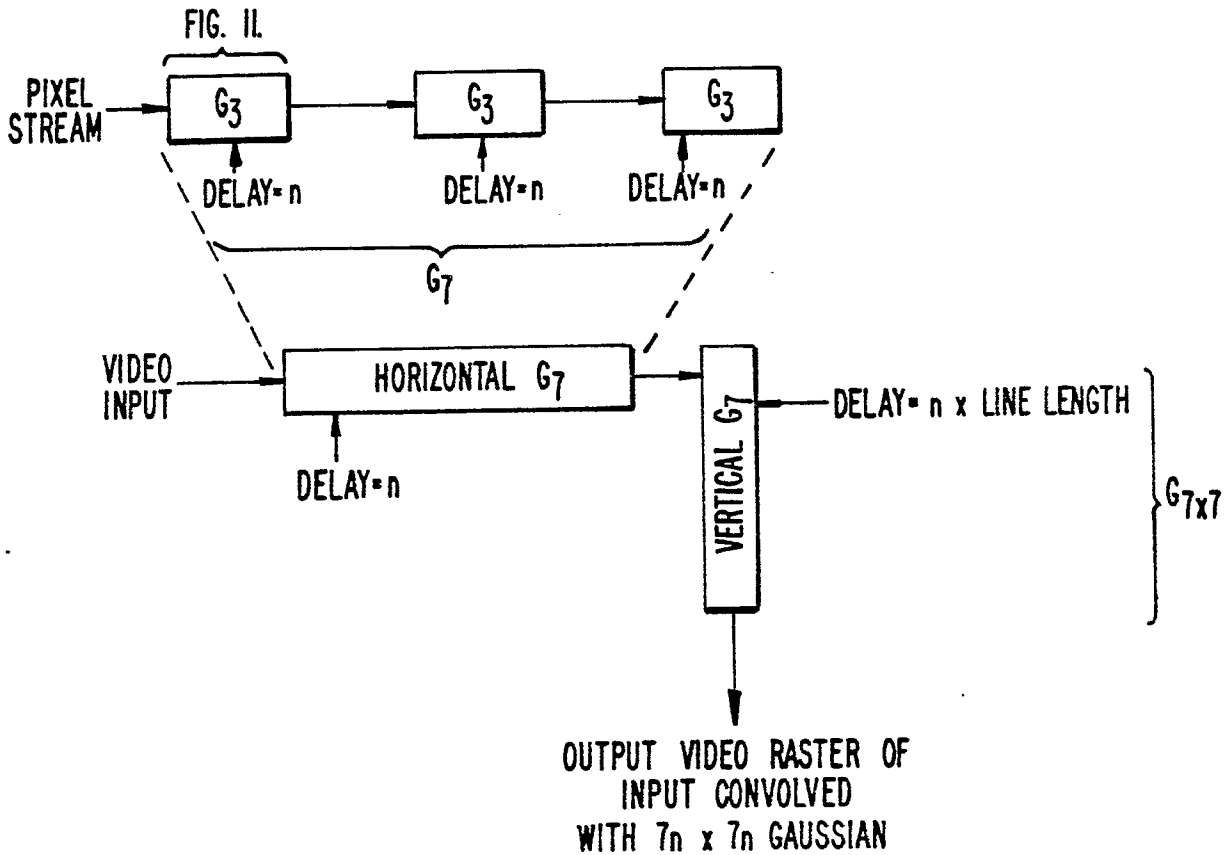 FIG. 11.
PIXEL
STREAM
G3
G3
G3
DELAY=n
DELAY=n
DELAY=n
G7
VIDEO
INPUT
HORIZONTAL G7
VERTICAL G7
DELAY= n x LINE LENGTH
DELAY=n
G7x7
OUTPUT VIDEO RASTER OF
INPUT CONVOLVED
WITH 7n x 7n GAUSSIAN